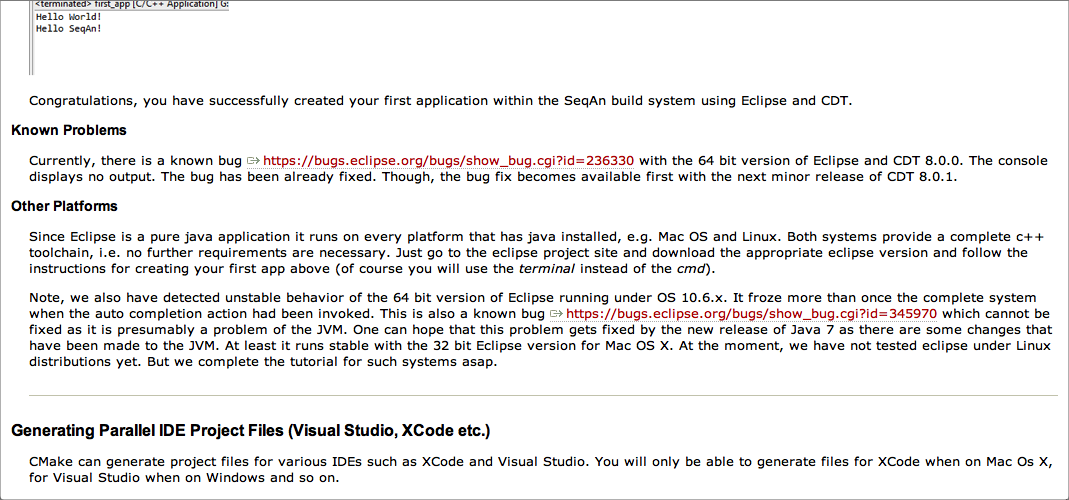 <terminated> first_app [C/C++ Application] G:
Hello World!
Hello SeqAn!
Congratulations, you have successfully created your first application within the SeqAn build system using Eclipse and CDT.
Known Problems
Currently, there is a known bug https://bugs.eclipse.org/bugs/show_bug.cgi?id=236330 with the 64 bit version of Eclipse and CDT 8.0.0. The console
displays no output. The bug has been already fixed. Though, the bug fix becomes available first with the next minor release of CDT 8.0.1.
Other Platforms
Since Eclipse is a pure java application it runs on every platform that has java installed, e.g. Mac OS and Linux. Both systems provide a complete c++
toolchain, i.e. no further requirements are necessary. Just go to the eclipse project site and download the appropriate eclipse version and follow the
instructions for creating your first app above (of course you will use the terminal instead of the cmd).
Note, we also have detected unstable behavior of the 64 bit version of Eclipse running under OS 10.6.x. It froze more than once the complete system
when the auto completion action had been invoked. This is also a known bug https://bugs.eclipse.org/bugs/show_bug.cgi?id=345970 which cannot be
fixed as it is presumably a problem of the JVM. One can hope that this problem gets fixed by the new release of Java 7 as there are some changes that
have been made to the JVM. At least it runs stable with the 32 bit Eclipse version for Mac OS X. At the moment, we have not tested eclipse under Linux
distributions yet. But we complete the tutorial for such systems asap.
Generating Parallel IDE Project Files (Visual Studio, XCode etc.)
CMake can generate project files for various IDEs such as XCode and Visual Studio. You will only be able to generate files for XCode when on Mac Os X,
for Visual Studio when on Windows and so on.